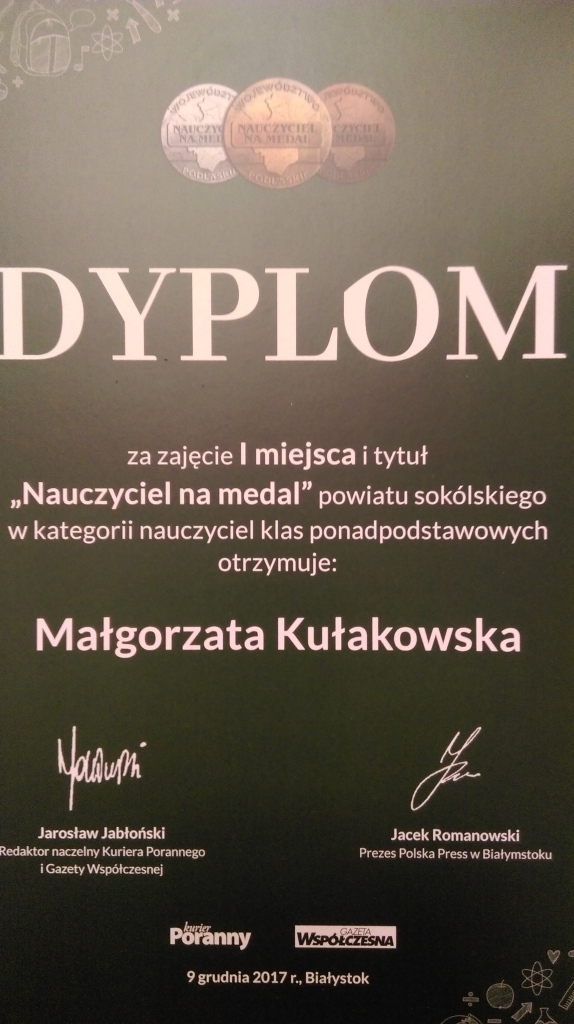 WOJEWÓDZTWO
NAUCZYCIEL
NA MEDAL
PODLASKIE
DYPLOM
za zajęcie I miejsca i tytuł
„Nauczyciel na medal” powiatu sokólskiego
w kategorii nauczyciel klas ponadpodstawowych
otrzymuje:
Małgorzata Kułakowska
Jarosław Jabłoński
Redaktor naczelny Kuriera Porannego
i Gazety Współczesnej
Jacek Romanowski
Prezes Polska Press w Białymstoku
kurier
Poranny
GAZETA
WSPÓŁCZESNA
9 grudnia 2017 r., Białystok